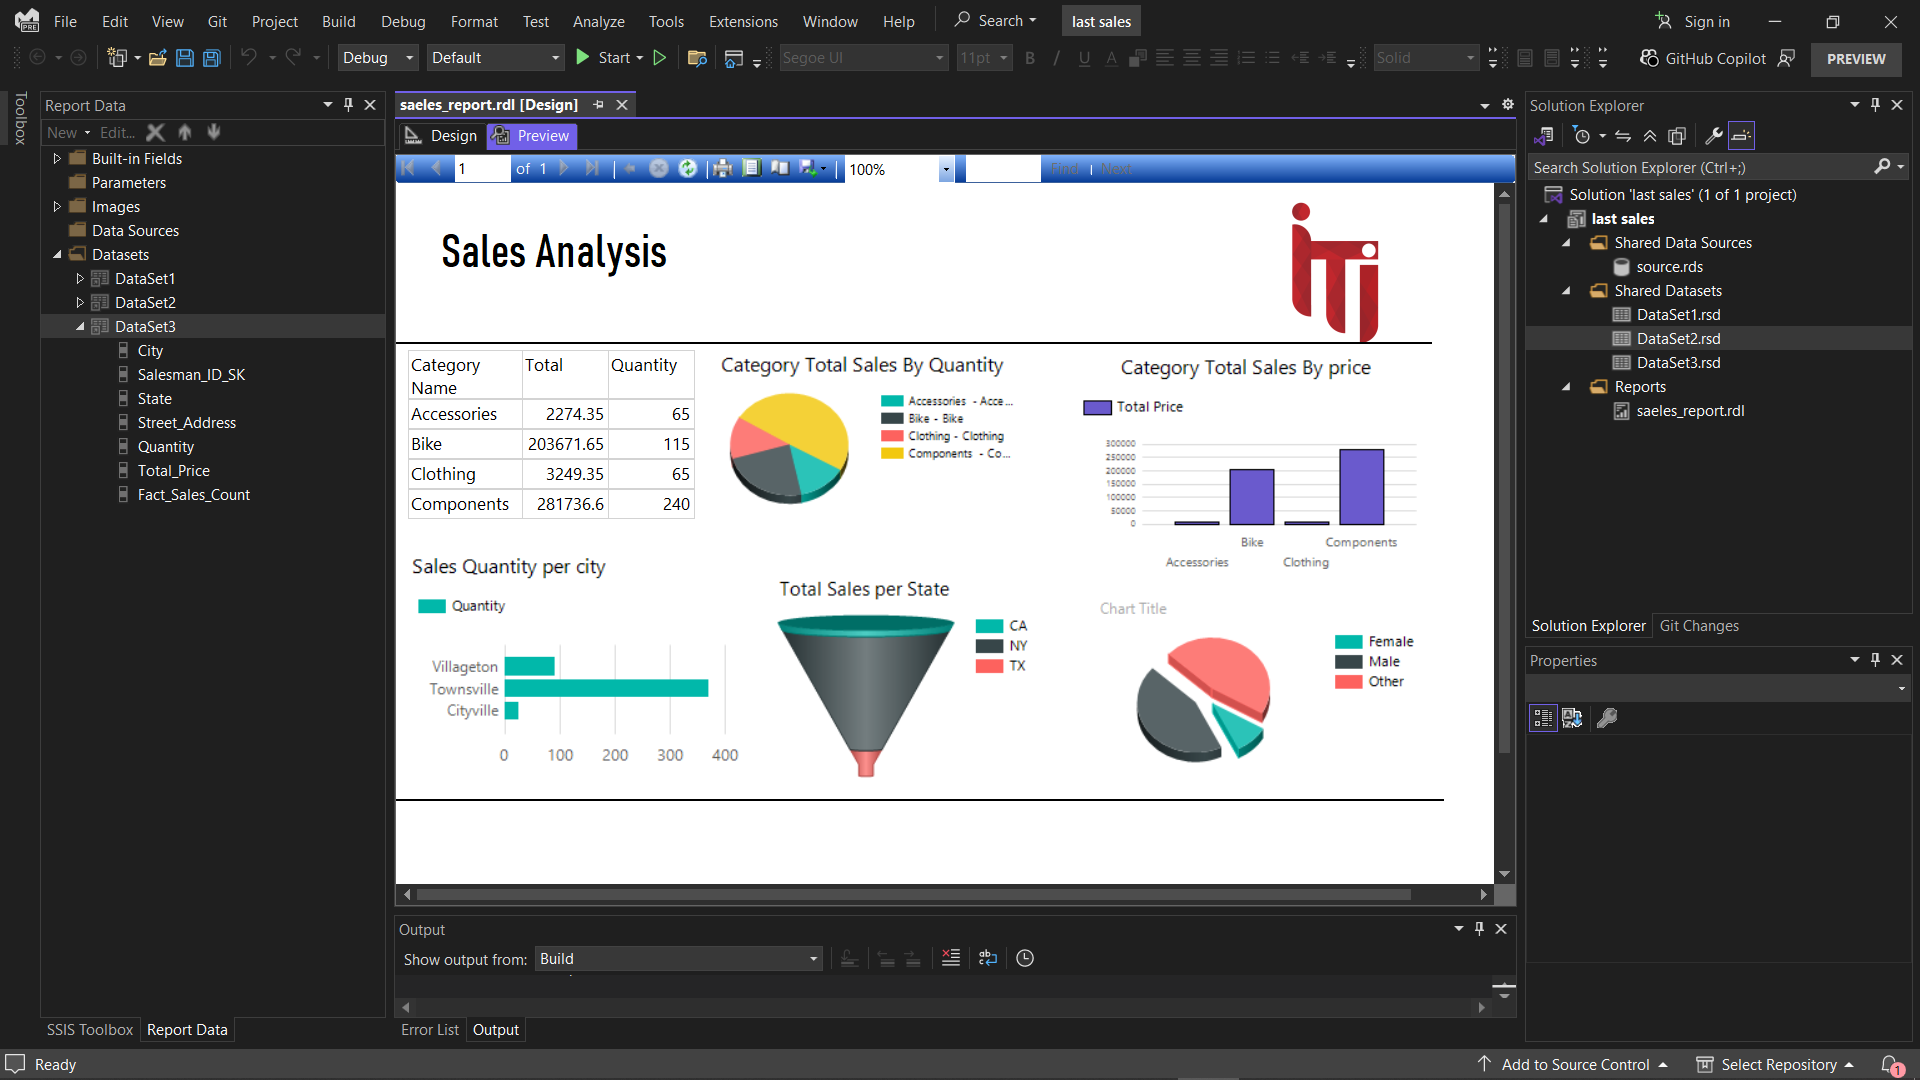 PRE File Edit View Git Project Build Debug Format Test Analyze Tools Extensions Window Help Search last sales Sign in
Debug Default Start Segoe UI 11pt B I U A Solid GitHub Copilot PREVIEW
Toolbox
Report Data
New Edit...
Built-in Fields
Parameters
Images
Data Sources
Datasets
DataSet1
DataSet2
DataSet3
City
Salesman_ID_SK
State
Street_Address
Quantity
Total_Price
Fact_Sales_Count
SSIS Toolbox Report Data
saeles_report.rdl [Design]
Design Preview
1 of 1 100% Find | Next
Sales Analysis
iTi
Category Name Total Quantity
Accessories 2274.35 65
Bike 203671.65 115
Clothing 3249.35 65
Components 281736.6 240
Category Total Sales By Quantity
Accessories - Acce...
Bike - Bike
Clothing - Clothing
Components - Co...
Category Total Sales By price
Total Price
300000
250000
200000
150000
100000
50000
0
Bike Components
Accessories Clothing
Sales Quantity per city
Quantity
Villageton
Townsville
Cityville
0 100 200 300 400
Total Sales per State
CA
NY
TX
Chart Title
Female
Male
Other
Output
Show output from: Build
Error List Output
Solution Explorer
Search Solution Explorer (Ctrl+;)
Solution 'last sales' (1 of 1 project)
last sales
Shared Data Sources
source.rds
Shared Datasets
DataSet1.rsd
DataSet2.rsd
DataSet3.rsd
Reports
saeles_report.rdl
Solution Explorer Git Changes
Properties
Ready Add to Source Control Select Repository 1